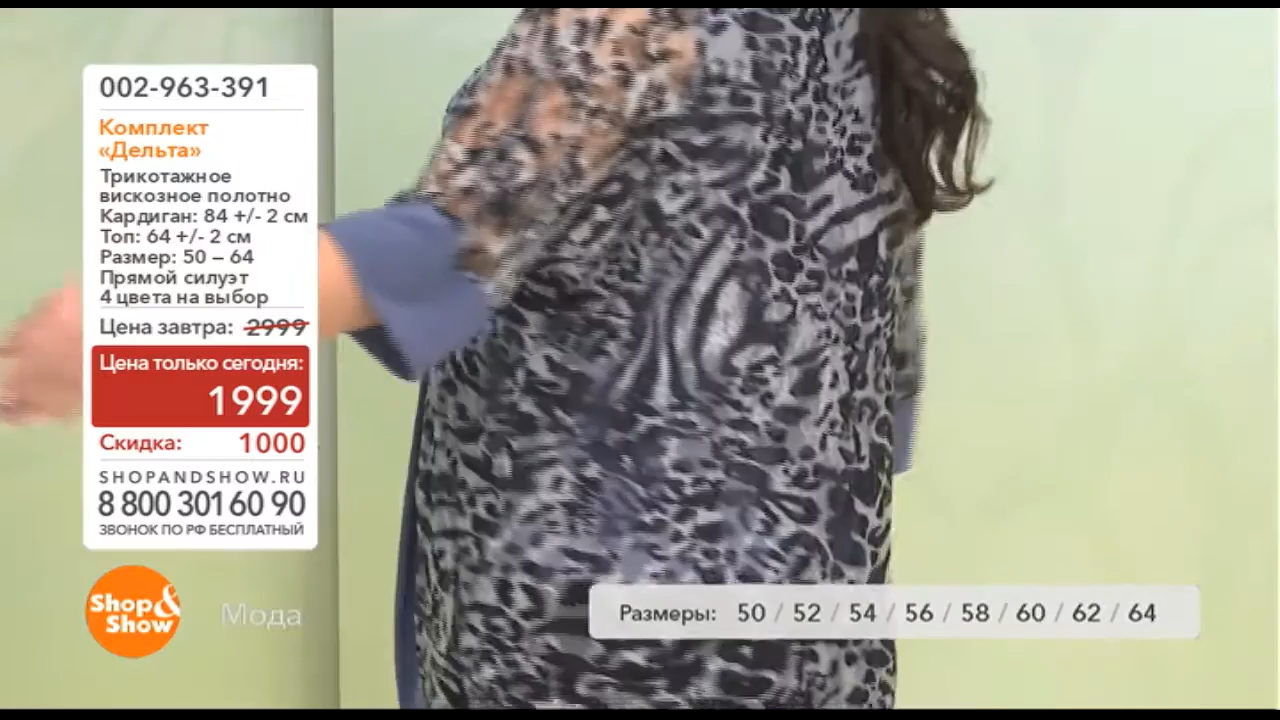 002-963-391
Комплект
«Дельта»
Трикотажное
вискозное полотно
Кардиган: 84 +/- 2 см
Топ: 64 +/- 2 см
Размер: 50 – 64
Прямой силуэт
4 цвета на выбор
Цена завтра: 2999
Цена только сегодня:
1999
Скидка: 1000
SHOPANDSHOW.RU
8 800 301 60 90
ЗВОНОК ПО РФ БЕСПЛАТНЫЙ
Shop&
Show
Мода
Размеры: 50 / 52 / 54 / 56 / 58 / 60 / 62 / 64